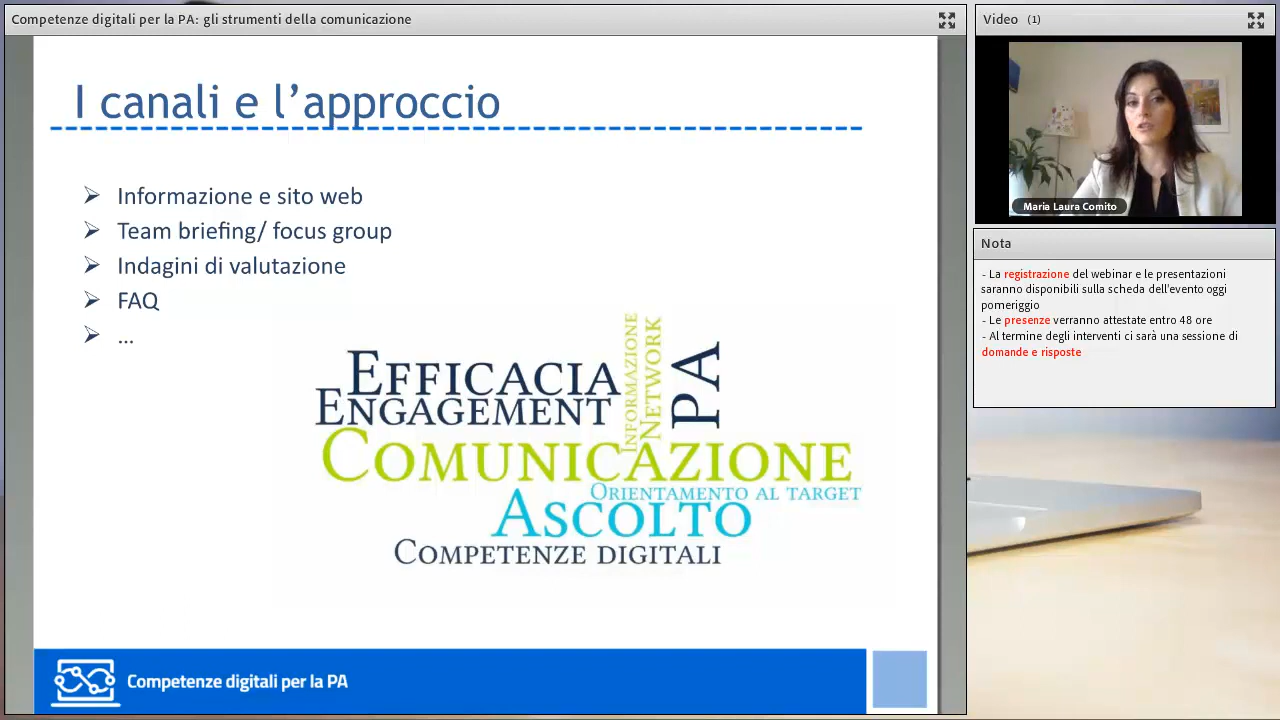 Competenze digitali per la PA: gli strumenti della comunicazione
I canali e l’approccio
Informazione e sito web
Team briefing/ focus group
Indagini di valutazione
FAQ
...
EFFICACIA
ENGAGEMENT
INFORMAZIONE
NETWORK
PA
COMUNICAZIONE
ORIENTAMENTO AL TARGET
ASCOLTO
COMPETENZE DIGITALI
Competenze digitali per la PA
Video (1)
Maria Laura Comito
Nota
- La registrazione del webinar e le presentazioni
saranno disponibili sulla scheda dell'evento oggi
pomeriggio
- Le presenze verranno attestate entro 48 ore
- Al termine degli interventi ci sarà una sessione di
domande e risposte